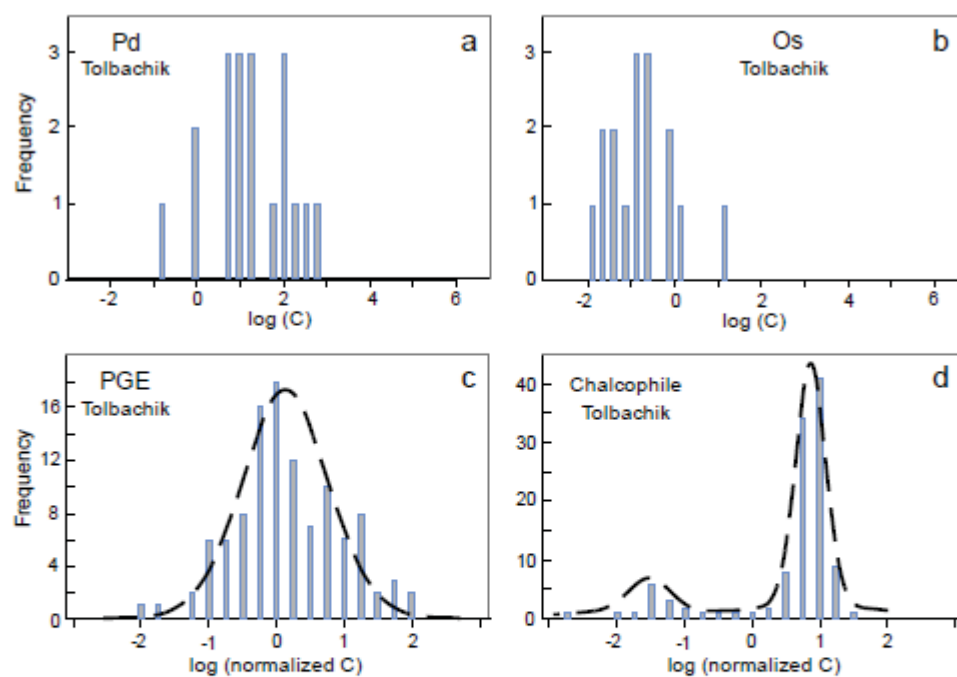 Pd
Tolbachik
a
3
2
1
0
Frequency
-2 0 2 4 6
log (C)
Os
Tolbachik
b
3
2
1
0
-2 0 2 4 6
log (C)
PGE
Tolbachik
c
16
12
8
4
0
Frequency
-2 -1 0 1 2
log (normalized C)
Chalcophile
Tolbachik
d
40
30
20
10
0
-2 -1 0 1 2
log (normalized C)